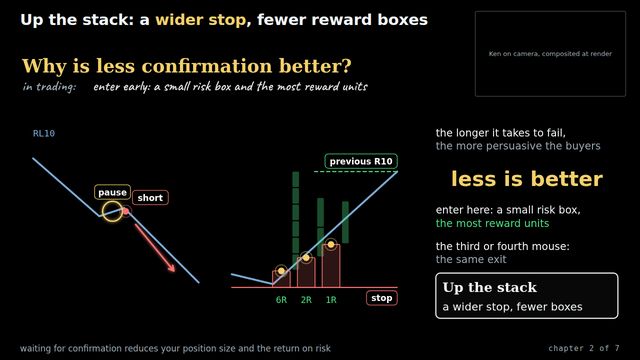 Up the stack: a wider stop, fewer reward boxes
Ken on camera, composited at render
Why is less confirmation better?
in trading: enter early: a small risk box and the most reward units
RL10
pause
short
previous R10
6R 2R 1R
stop
the longer it takes to fail,
the more persuasive the buyers
less is better
enter here: a small risk box,
the most reward units
the third or fourth mouse:
the same exit
Up the stack
a wider stop, fewer boxes
waiting for confirmation reduces your position size and the return on risk
chapter 2 of 7